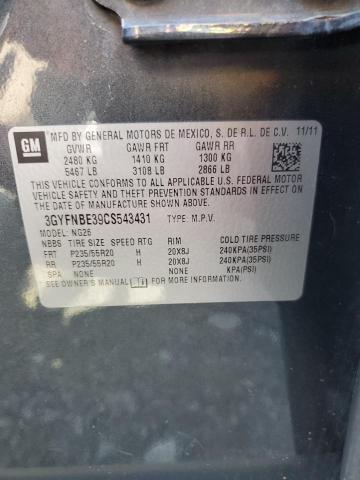 GM
MFD BY GENERAL MOTORS DE MEXICO, S. DE R.L. DE C.V. 11/11
GVWR GAWR FRT GAWR RR
2480 KG 1410 KG 1300 KG
5467 LB 3108 LB 2866 LB
THIS VEHICLE CONFORMS TO ALL APPLICABLE U.S. FEDERAL MOTOR
VEHICLE SAFETY AND THEFT PREVENTION STANDARDS IN EFFECT ON THE
DATE OF MANUFACTURE SHOWN ABOVE.
3GYFNBE39CS543431 TYPE: M.P.V.
MODEL: NG26
NBBS TIRE SIZE SPEED RTG RIM COLD TIRE PRESSURE
FRT P235/55R20 H 20X8J 240KPA(35PSI)
RR P235/55R20 H 20X8J 240KPA(35PSI)
SPA NONE NONE KPA(PSI)
SEE OWNER'S MANUAL FOR MORE INFORMATION.